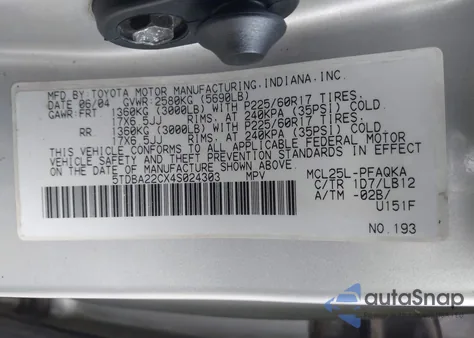 MFD.BY:TOYOTA MOTOR MANUFACTURING,INDIANA,INC.
DATE 06/04 GVWR:2580KG (5690LB)
GAWR:FRT 1360KG (3000LB) WITH P225/60R17 TIRES,
17X6.5JJ RIMS, AT 240KPA (35PSI) COLD.
RR 1360KG (3000LB) WITH P225/60R17 TIRES,
17X6.5JJ RIMS, AT 240KPA (35PSI) COLD.
THIS VEHICLE CONFORMS TO ALL APPLICABLE FEDERAL MOTOR
VEHICLE SAFETY STANDARDS IN EFFECT ON THE DATE OF
MANUFACTURE SHOWN ABOVE.
5TDBA22CX4S024303 MPV MCL25L-PFAQKA
C/TR 1D7/LB12
A/TM -02B/
U151F
NO.193
autoSnap